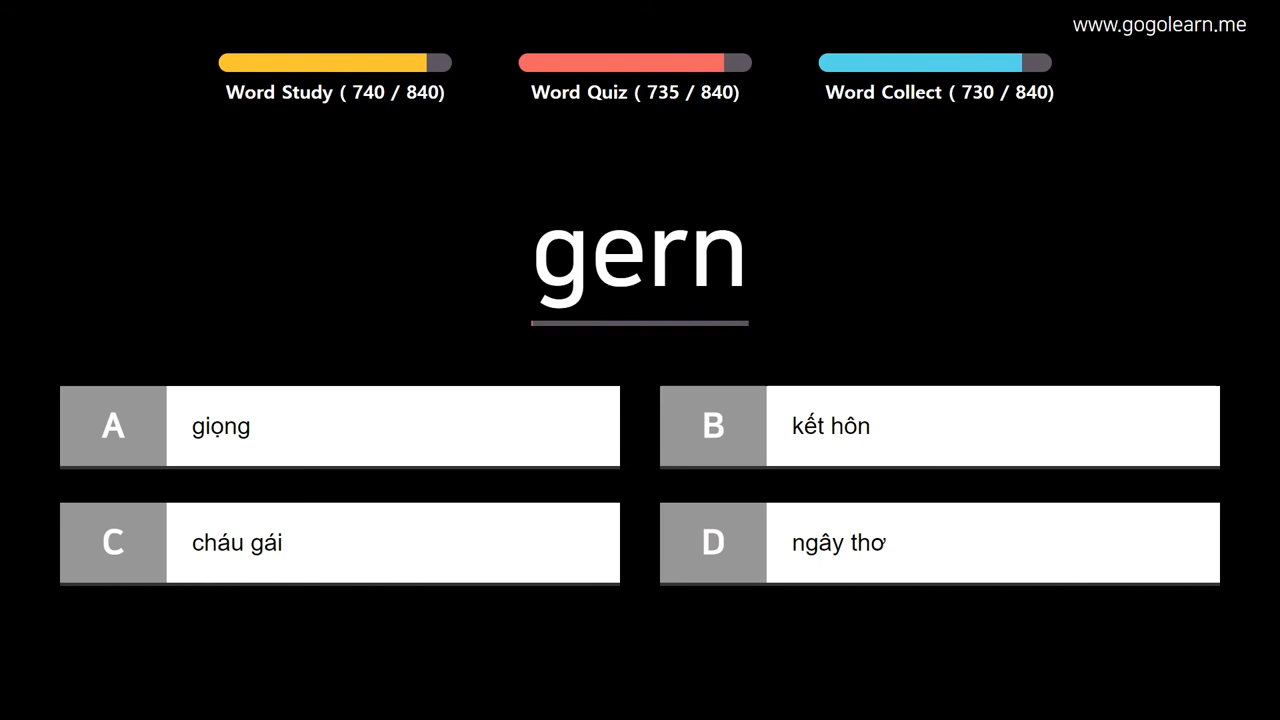 www.gogolearn.me
Word Study ( 740 / 840)
Word Quiz ( 735 / 840)
Word Collect ( 730 / 840)
gern
A giọng
B kết hôn
C cháu gái
D ngây thơ